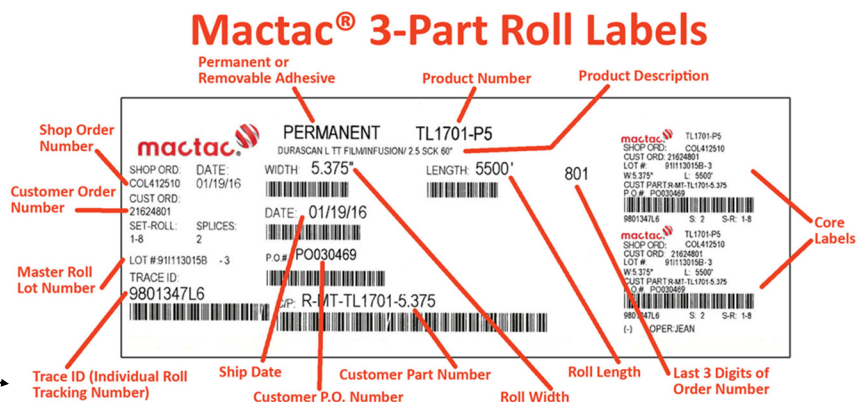 Mactac® 3-Part Roll Labels
Permanent or
Removable Adhesive
Product Number
Product Description
Shop Order
Number
Customer Order
Number
Master Roll
Lot Number
Trace ID (Individual Roll
Tracking Number)
Ship Date
Customer P.O. Number
Customer Part Number
Roll Width
Roll Length
Last 3 Digits of
Order Number
Core
Labels
mactac.
PERMANENT TL1701-P5
DURASCAN L TT FILM/INFUSION/ 2.5 SCK 60"
SHOP ORD: DATE:
COL412510 01/19/16
CUST ORD:
21624801
SET-ROLL: SPLICES:
1-8 2
LOT #:91I113015B -3
TRACE ID:
9801347L6
WIDTH: 5.375"
LENGTH: 5500'
801
DATE: 01/19/16
P.O.#: PO030469
C/P: R-MT-TL1701-5.375
mactac. TL1701-P5
SHOP ORD: COL412510
CUST ORD: 21624801
LOT #: 91I113015B-3
W:5.375" L: 5500'
CUST PART:R-MT-TL1701-5.375
P.O.#: PO030469
9801347L6 S: 2 S-R: 1-8
mactac. TL1701-P5
SHOP ORD: COL412510
CUST ORD: 21624801
LOT #: 91I113015B-3
W:5.375" L: 5500'
CUST PART:R-MT-TL1701-5.375
P.O.#: PO030469
9801347L6 S: 2 S-R: 1-8
(-) OPER:JEAN